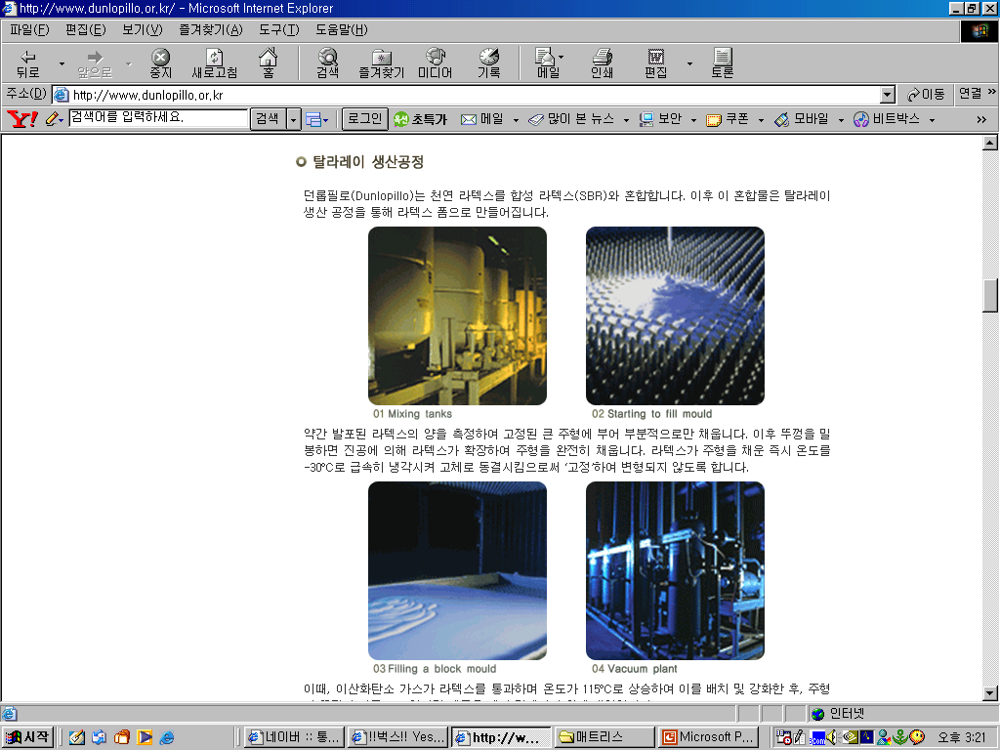 http://www.dunlopillo.or.kr/ - Microsoft Internet Explorer
파일(F) 편집(E) 보기(V) 즐겨찾기(A) 도구(T) 도움말(H)
뒤로 앞으로 중지 새로고침 홈 검색 즐겨찾기 미디어 기록 메일 인쇄 편집 토론
주소(D) http://www.dunlopillo.or.kr 이동 연결 »
Y! 검색어를 입력하세요. 검색 로그인 옥션 초특가 메일 많이 본 뉴스 보안 쿠폰 모바일 비트박스 »
탈라레이 생산공정
던롭필로(Dunlopillo)는 천연 라텍스를 합성 라텍스(SBR)와 혼합합니다. 이후 이 혼합물은 탈라레이
생산 공정을 통해 라텍스 폼으로 만들어집니다.
01 Mixing tanks
02 Starting to fill mould
약간 발포된 라텍스의 양을 측정하여 고정된 큰 주형에 부어 부분적으로만 채웁니다. 이후 뚜껑을 밀
봉하면 진공에 의해 라텍스가 확장하여 주형을 완전히 채웁니다. 라텍스가 주형을 채운 즉시 온도를
-30℃로 급속히 냉각시켜 고체로 동결시킴으로써 '고정'하여 변형되지 않도록 합니다.
03 Filling a block mould
04 Vacuum plant
이때, 이산화탄소 가스가 라텍스를 통과하며 온도가 115℃로 상승하여 이를 배치 및 강화한 후, 주형
인터넷
시작 네이버 :: 통... !!벅스!! Yes,... http://w... 매트리스 Microsoft P... 오후 3:21